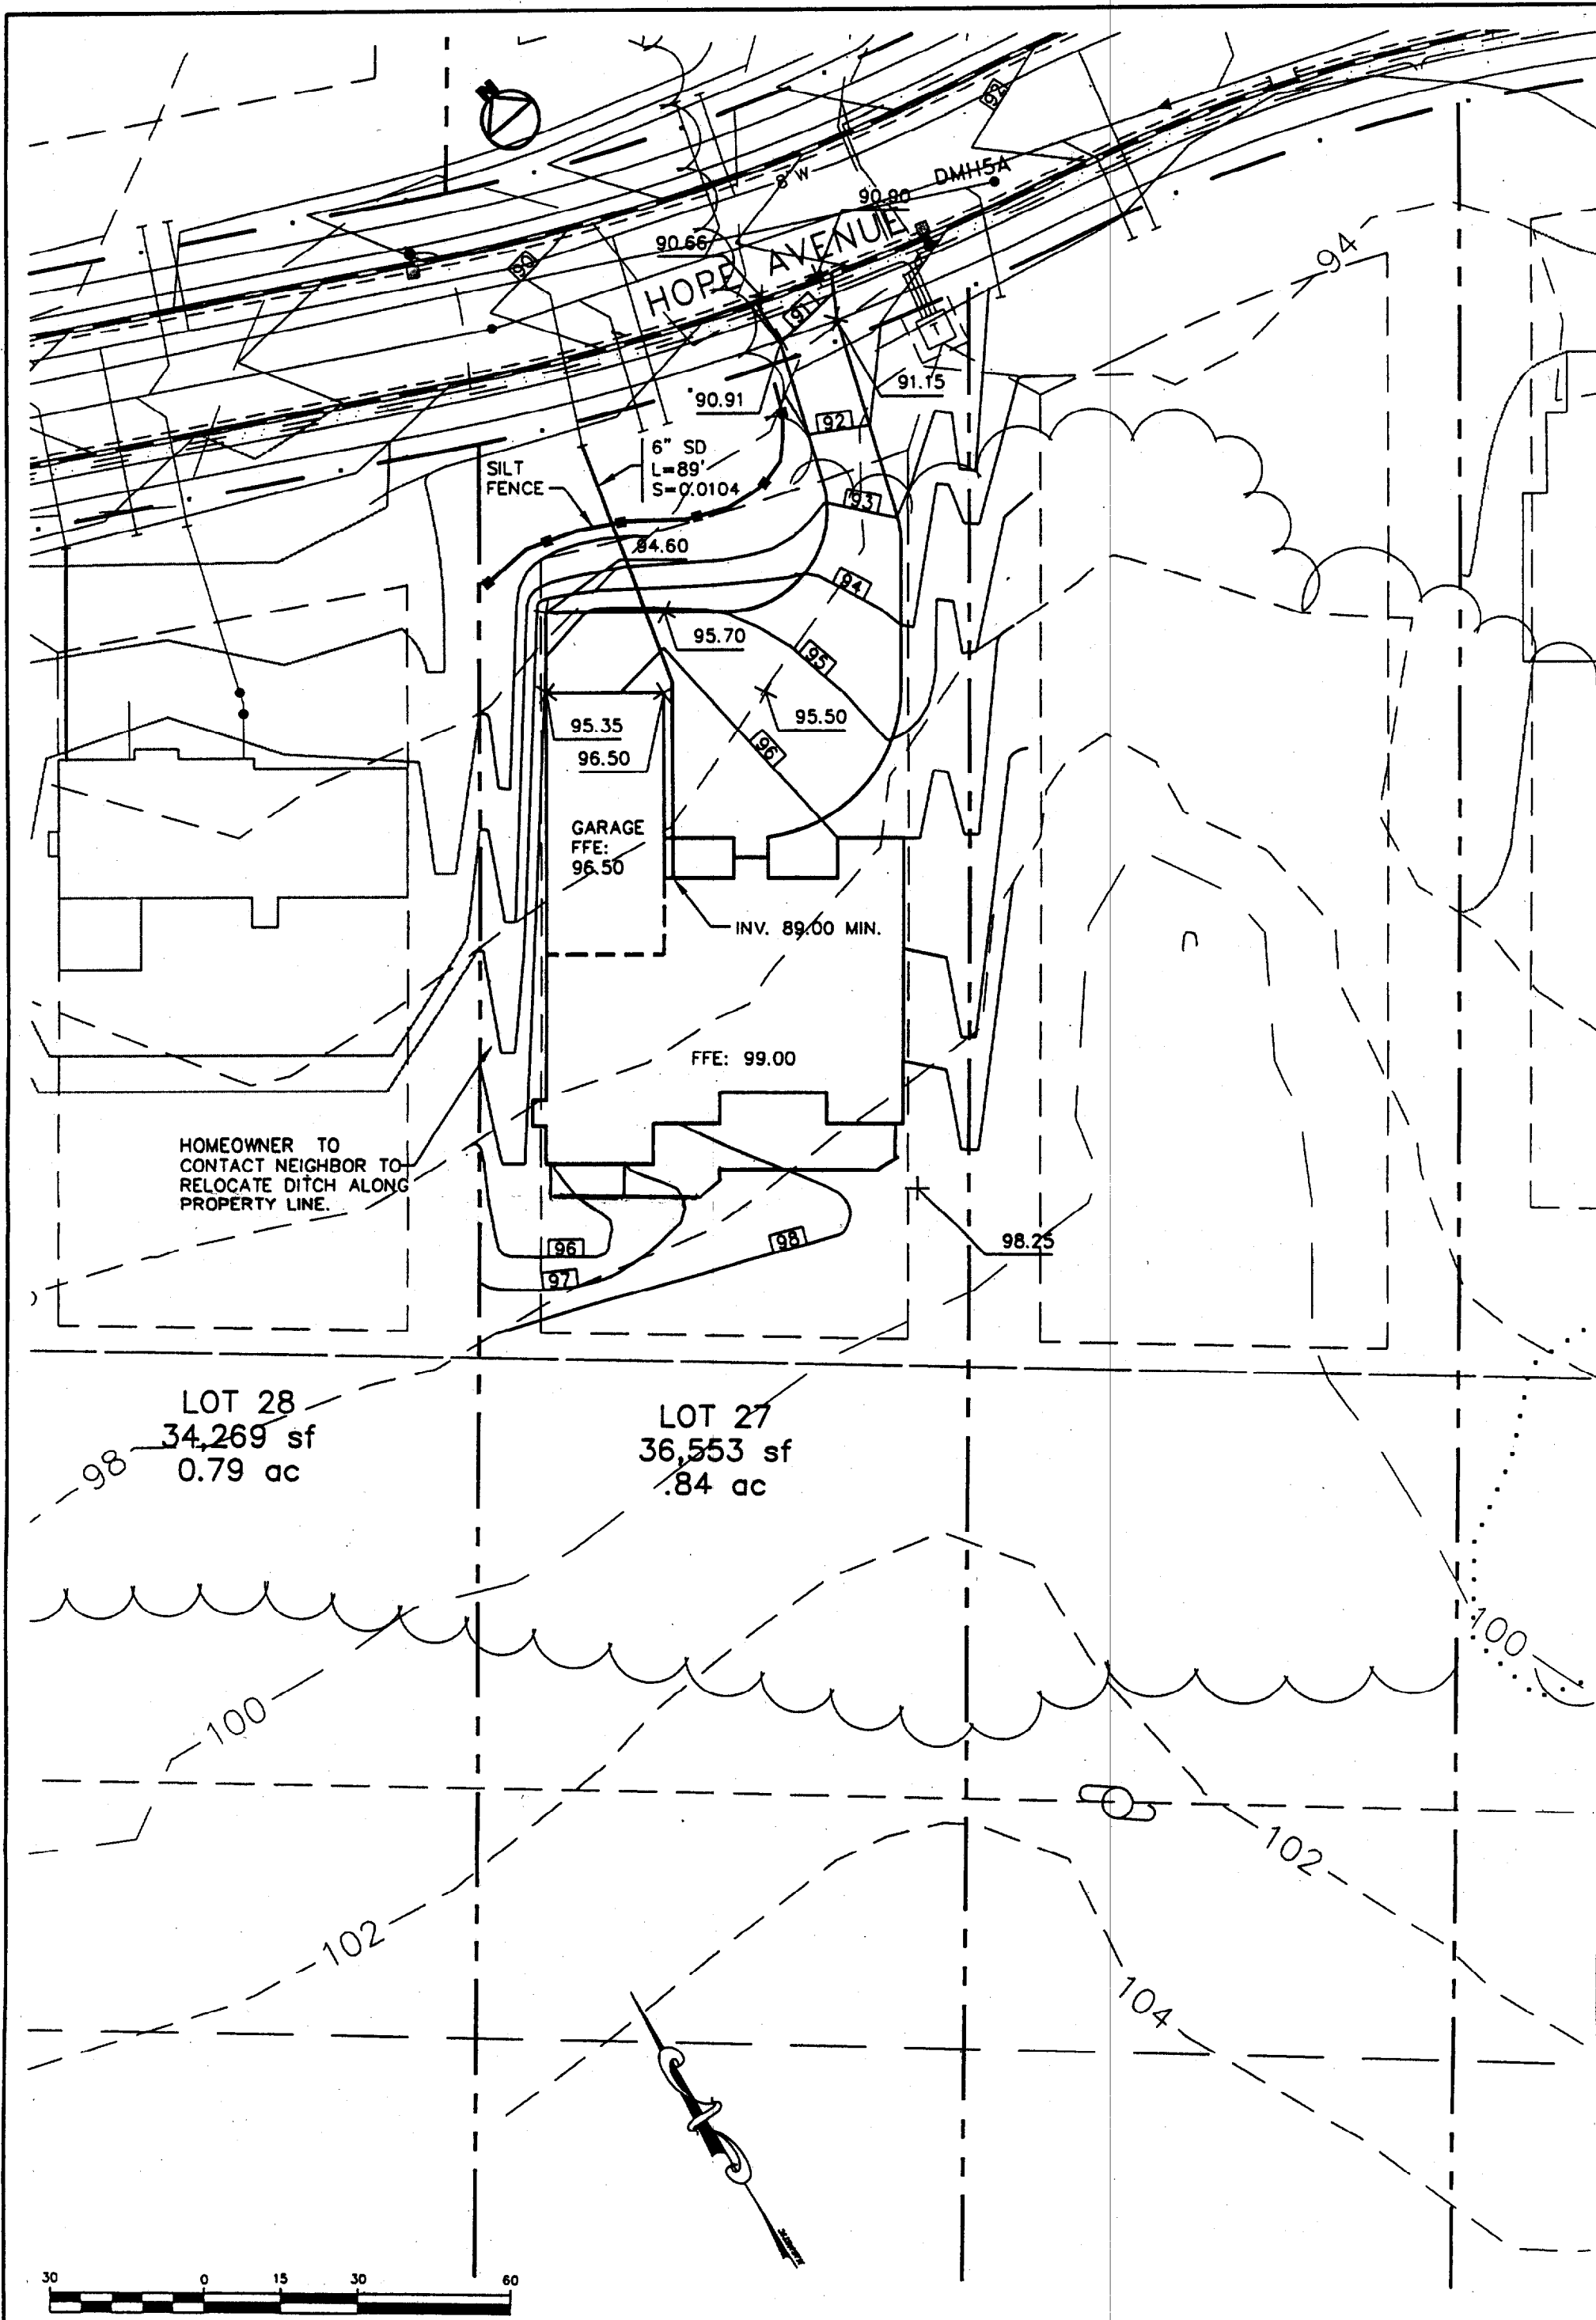 92
DMH5A
8" W
90.90
90.66
90
HOPE AVENUE
94
91
T
91.15
90.91
92
6" SD
L=89'
S=0.0104
SILT
FENCE
93
94.60
94
95.70
95
95.35
95.50
96
96.50
GARAGE
FFE:
96.50
INV. 89.00 MIN.
FFE: 99.00
HOMEOWNER TO
CONTACT NEIGHBOR TO
RELOCATE DITCH ALONG
PROPERTY LINE.
96
98
98.25
97
LOT 28
34,269 sf
0.79 ac
LOT 27
36,553 sf
.84 ac
98
100
100
102
102
104
30 0 15 30 60